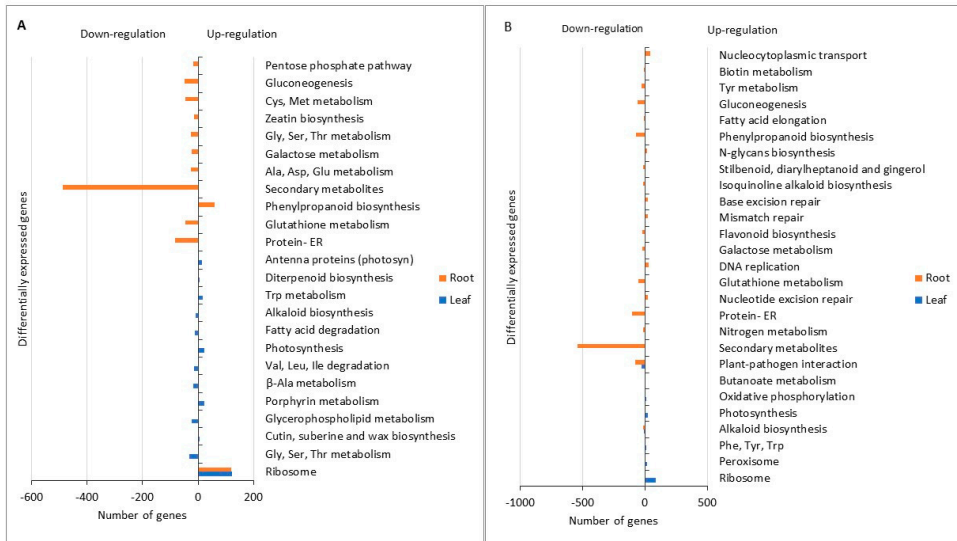 A
Down-regulation
Up-regulation
Differentially expressed genes
Pentose phosphate pathway
Gluconeogenesis
Cys, Met metabolism
Zeatin biosynthesis
Gly, Ser, Thr metabolism
Galactose metabolism
Ala, Asp, Glu metabolism
Secondary metabolites
Phenylpropanoid biosynthesis
Glutathione metabolism
Protein- ER
Antenna proteins (photosyn)
Diterpenoid biosynthesis
Trp metabolism
Alkaloid biosynthesis
Fatty acid degradation
Photosynthesis
Val, Leu, Ile degradation
β-Ala metabolism
Porphyrin metabolism
Glycerophospholipid metabolism
Cutin, suberine and wax biosynthesis
Gly, Ser, Thr metabolism
Ribosome
Root
Leaf
-600 -400 -200 0 200
Number of genes
B
Down-regulation
Up-regulation
Differentially expressed genes
Nucleocytoplasmic transport
Biotin metabolism
Tyr metabolism
Gluconeogenesis
Fatty acid elongation
Phenylpropanoid biosynthesis
N-glycans biosynthesis
Stilbenoid, diarylheptanoid and gingerol
Isoquinoline alkaloid biosynthesis
Base excision repair
Mismatch repair
Flavonoid biosynthesis
Galactose metabolism
DNA replication
Glutathione metabolism
Nucleotide excision repair
Protein- ER
Nitrogen metabolism
Secondary metabolites
Plant-pathogen interaction
Butanoate metabolism
Oxidative phosphorylation
Photosynthesis
Alkaloid biosynthesis
Phe, Tyr, Trp
Peroxisome
Ribosome
Root
Leaf
-1000 -500 0 500
Number of genes